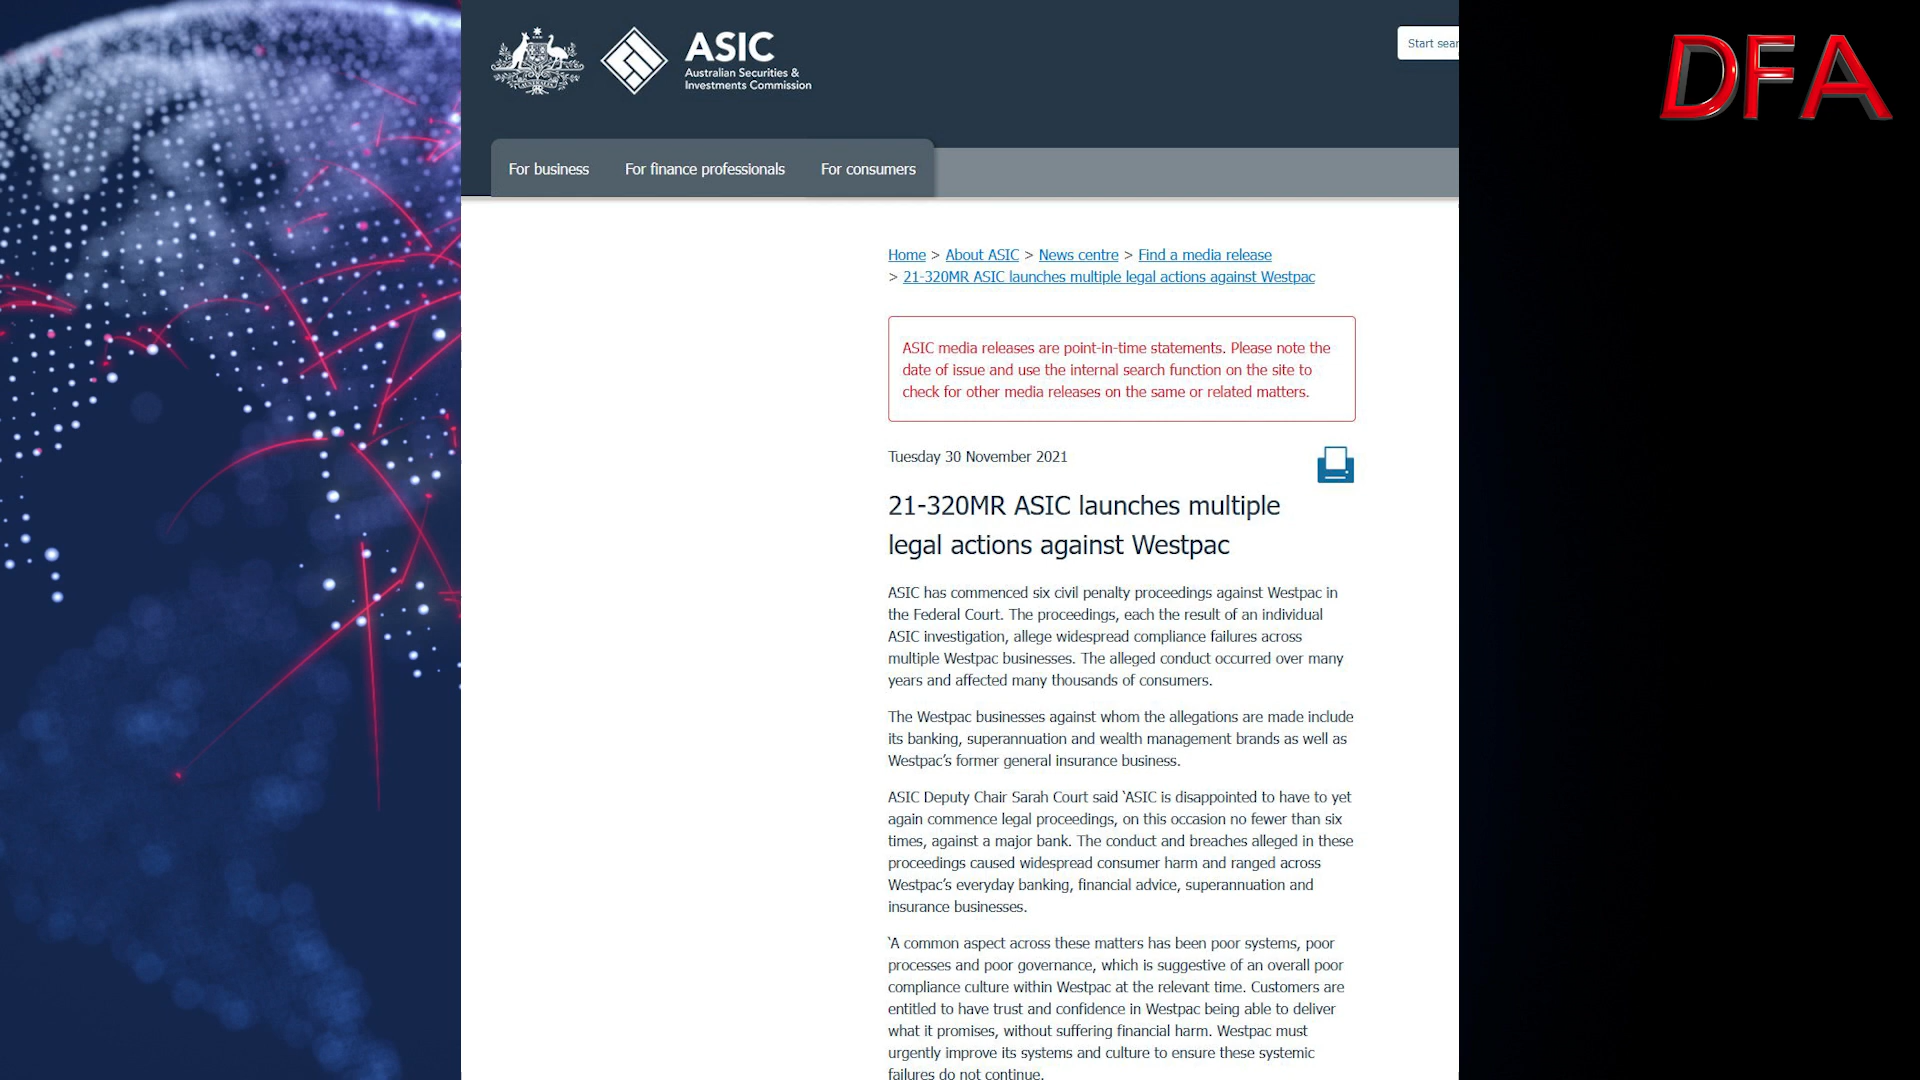 ASIC
Australian Securities &
Investments Commission
Start sear
DFA
For business
For finance professionals
For consumers
Home > About ASIC > News centre > Find a media release
> 21-320MR ASIC launches multiple legal actions against Westpac
ASIC media releases are point-in-time statements. Please note the
date of issue and use the internal search function on the site to
check for other media releases on the same or related matters.
Tuesday 30 November 2021
21-320MR ASIC launches multiple
legal actions against Westpac
ASIC has commenced six civil penalty proceedings against Westpac in
the Federal Court. The proceedings, each the result of an individual
ASIC investigation, allege widespread compliance failures across
multiple Westpac businesses. The alleged conduct occurred over many
years and affected many thousands of consumers.
The Westpac businesses against whom the allegations are made include
its banking, superannuation and wealth management brands as well as
Westpac’s former general insurance business.
ASIC Deputy Chair Sarah Court said ‘ASIC is disappointed to have to yet
again commence legal proceedings, on this occasion no fewer than six
times, against a major bank. The conduct and breaches alleged in these
proceedings caused widespread consumer harm and ranged across
Westpac’s everyday banking, financial advice, superannuation and
insurance businesses.
‘A common aspect across these matters has been poor systems, poor
processes and poor governance, which is suggestive of an overall poor
compliance culture within Westpac at the relevant time. Customers are
entitled to have trust and confidence in Westpac being able to deliver
what it promises, without suffering financial harm. Westpac must
urgently improve its systems and culture to ensure these systemic
failures do not continue.